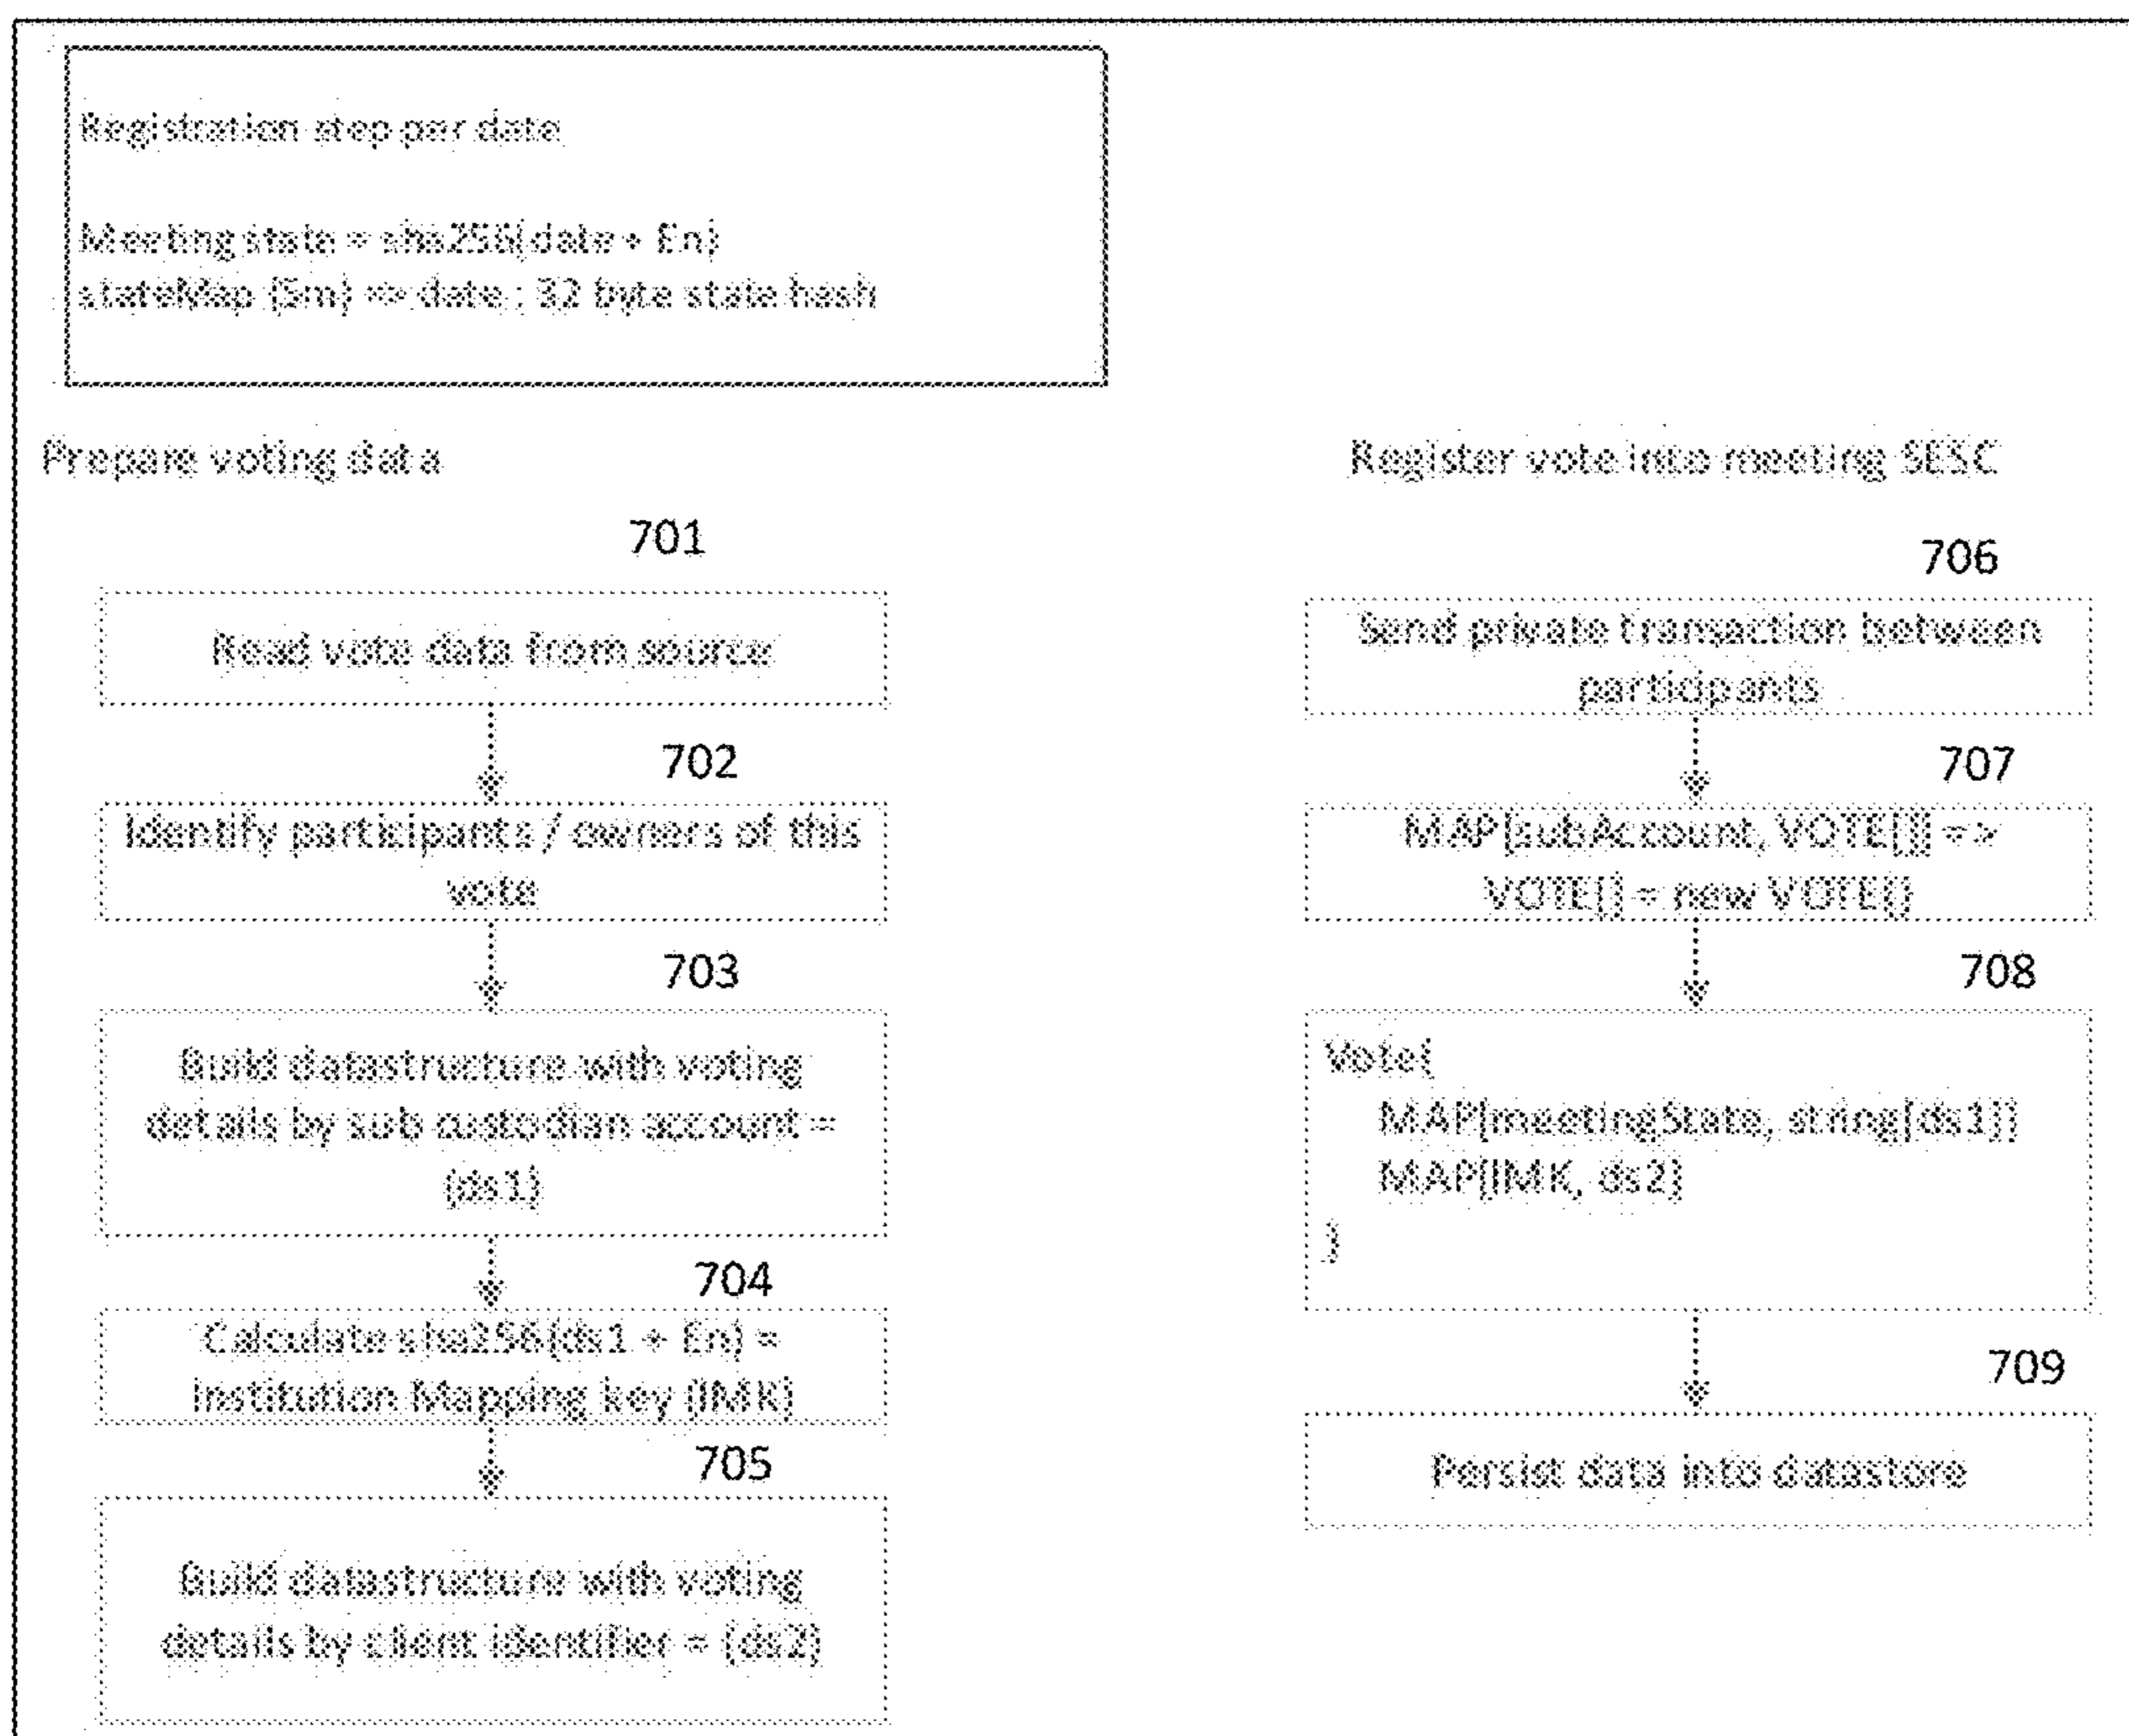 Registration step per date
Meeting state = sha256(date + En)
stateMap (Sm) => date : 32 byte state hash
Prepare voting data
701
Read vote data from source
702
Identify participants / owners of this
vote
703
Build datastructure with voting
details by sub custodian account =
(ds1)
704
Calculate sha256(ds1 + En) =
Institution Mapping key (IMK)
705
Build datastructure with voting
details by client identifier = (ds2)
Register vote into meeting SESC
706
Send private transaction between
participants
707
MAP[subAccount, VOTE[]] =>
VOTE[] = new VOTE()
708
Vote{
MAP[meetingState, string[ds1]]
MAP[IMK, ds2]
}
709
Persist data into datastore